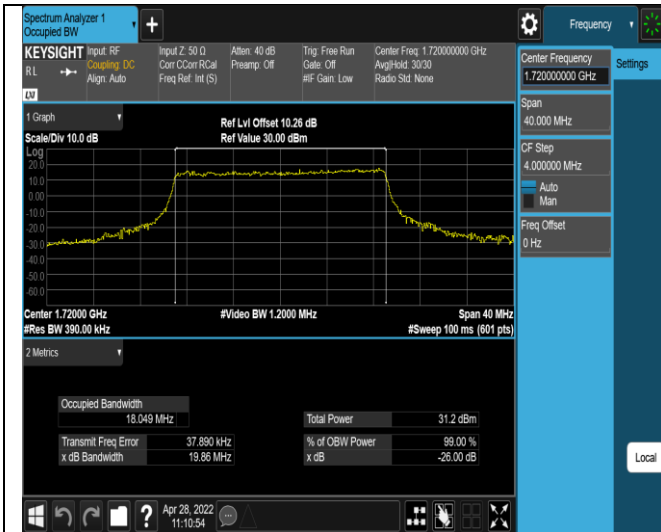 Spectrum Analyzer 1
Occupied BW
+
Frequency
KEYSIGHT
RL
LXI
Input: RF
Coupling: DC
Align: Auto
Input Z: 50 Ω
Corr CCorr RCal
Freq Ref: Int (S)
Atten: 40 dB
Preamp: Off
Trig: Free Run
Gate: Off
#IF Gain: Low
Center Freq: 1.720000000 GHz
Avg|Hold: 30/30
Radio Std: None
Center Frequency
1.720000000 GHz
Settings
Span
40.000 MHz
CF Step
4.000000 MHz
Auto
Man
Freq Offset
0 Hz
Local
1 Graph
Scale/Div 10.0 dB
Ref Lvl Offset 10.26 dB
Ref Value 30.00 dBm
Log
20.0
10.0
0.00
-10.0
-20.0
-30.0
-40.0
-50.0
-60.0
Center 1.72000 GHz
#Video BW 1.2000 MHz
Span 40 MHz
#Res BW 390.00 kHz
#Sweep 100 ms (601 pts)
2 Metrics
Occupied Bandwidth
18.049 MHz
Total Power 31.2 dBm
Transmit Freq Error 37.890 kHz
% of OBW Power 99.00 %
x dB Bandwidth 19.86 MHz
x dB -26.00 dB
?
Apr 28, 2022
11:10:54